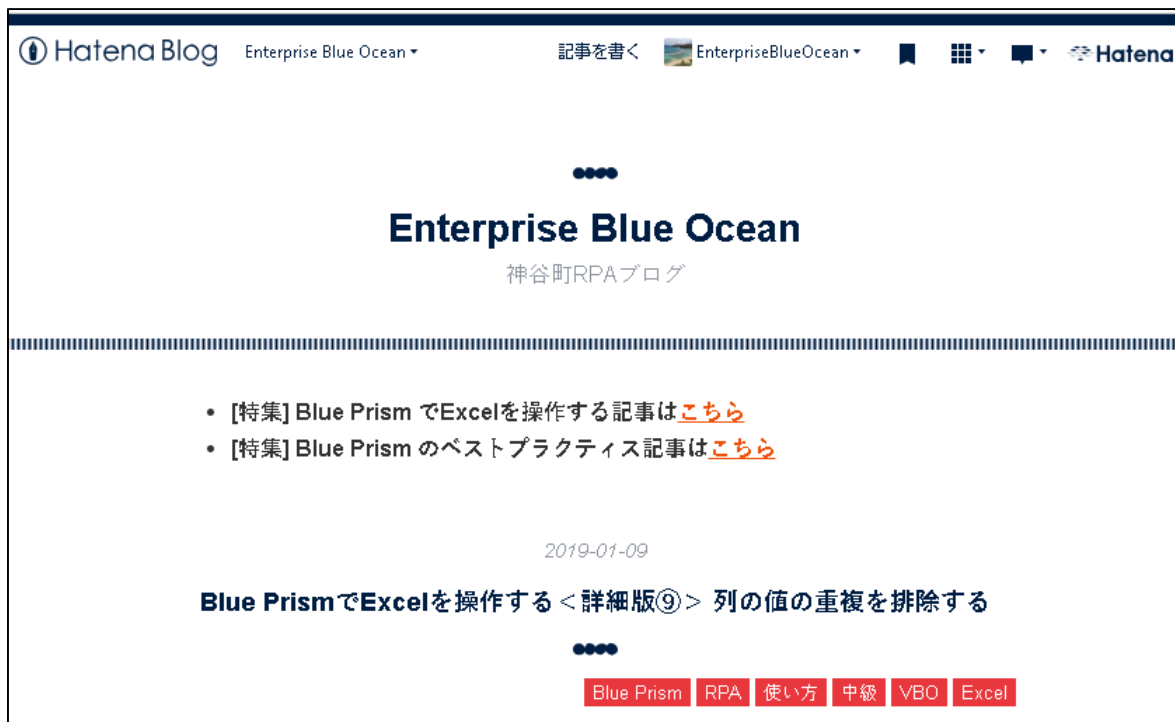 Hatena Blog Enterprise Blue Ocean 記事を書く EnterpriseBlueOcean Hatena
Enterprise Blue Ocean
神谷町RPAブログ
[特集] Blue Prism でExcelを操作する記事はこちら
[特集] Blue Prism のベストプラクティス記事はこちら
2019-01-09
Blue PrismでExcelを操作する＜詳細版⑨＞ 列の値の重複を排除する
Blue Prism RPA 使い方 中級 VBO Excel